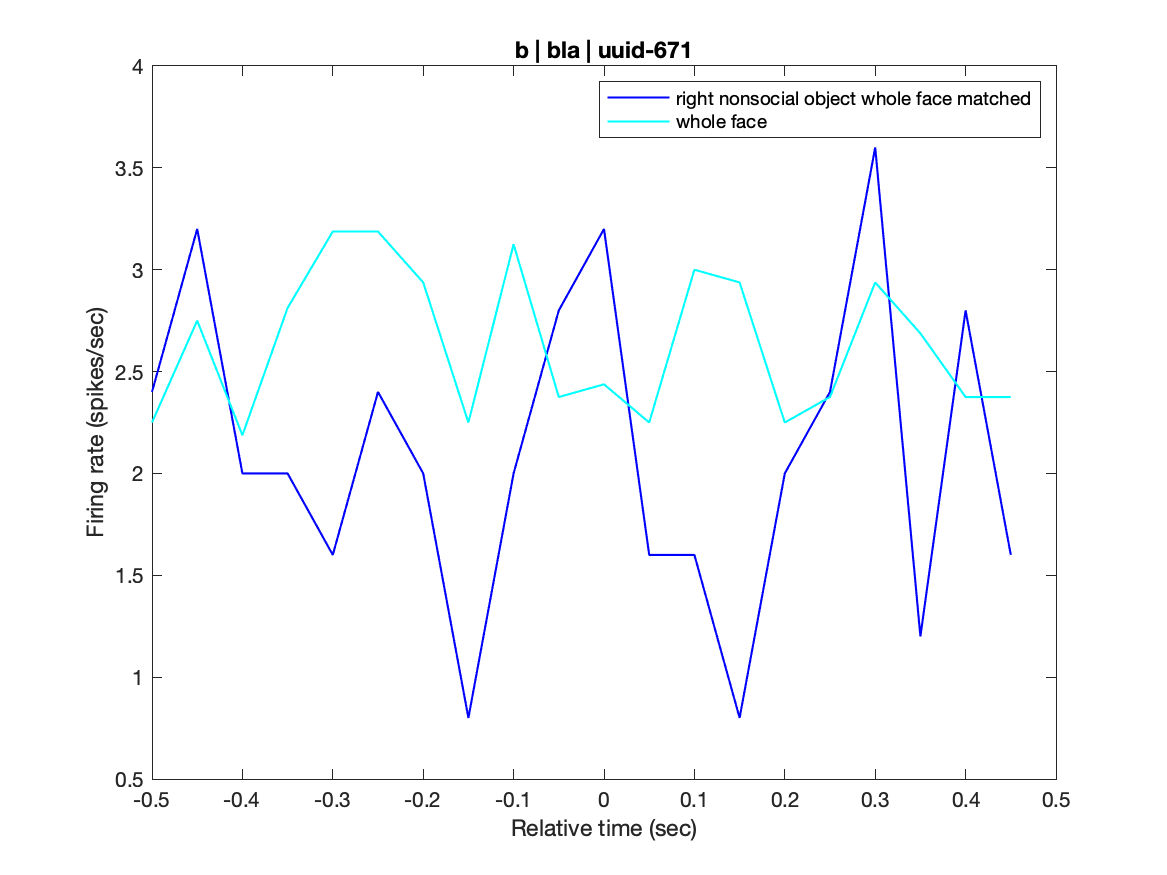 b | bla | uuid-671
right nonsocial object whole face matched
whole face
4
3.5
3
2.5
2
1.5
1
0.5
Firing rate (spikes/sec)
-0.5 -0.4 -0.3 -0.2 -0.1 0 0.1 0.2 0.3 0.4 0.5
Relative time (sec)